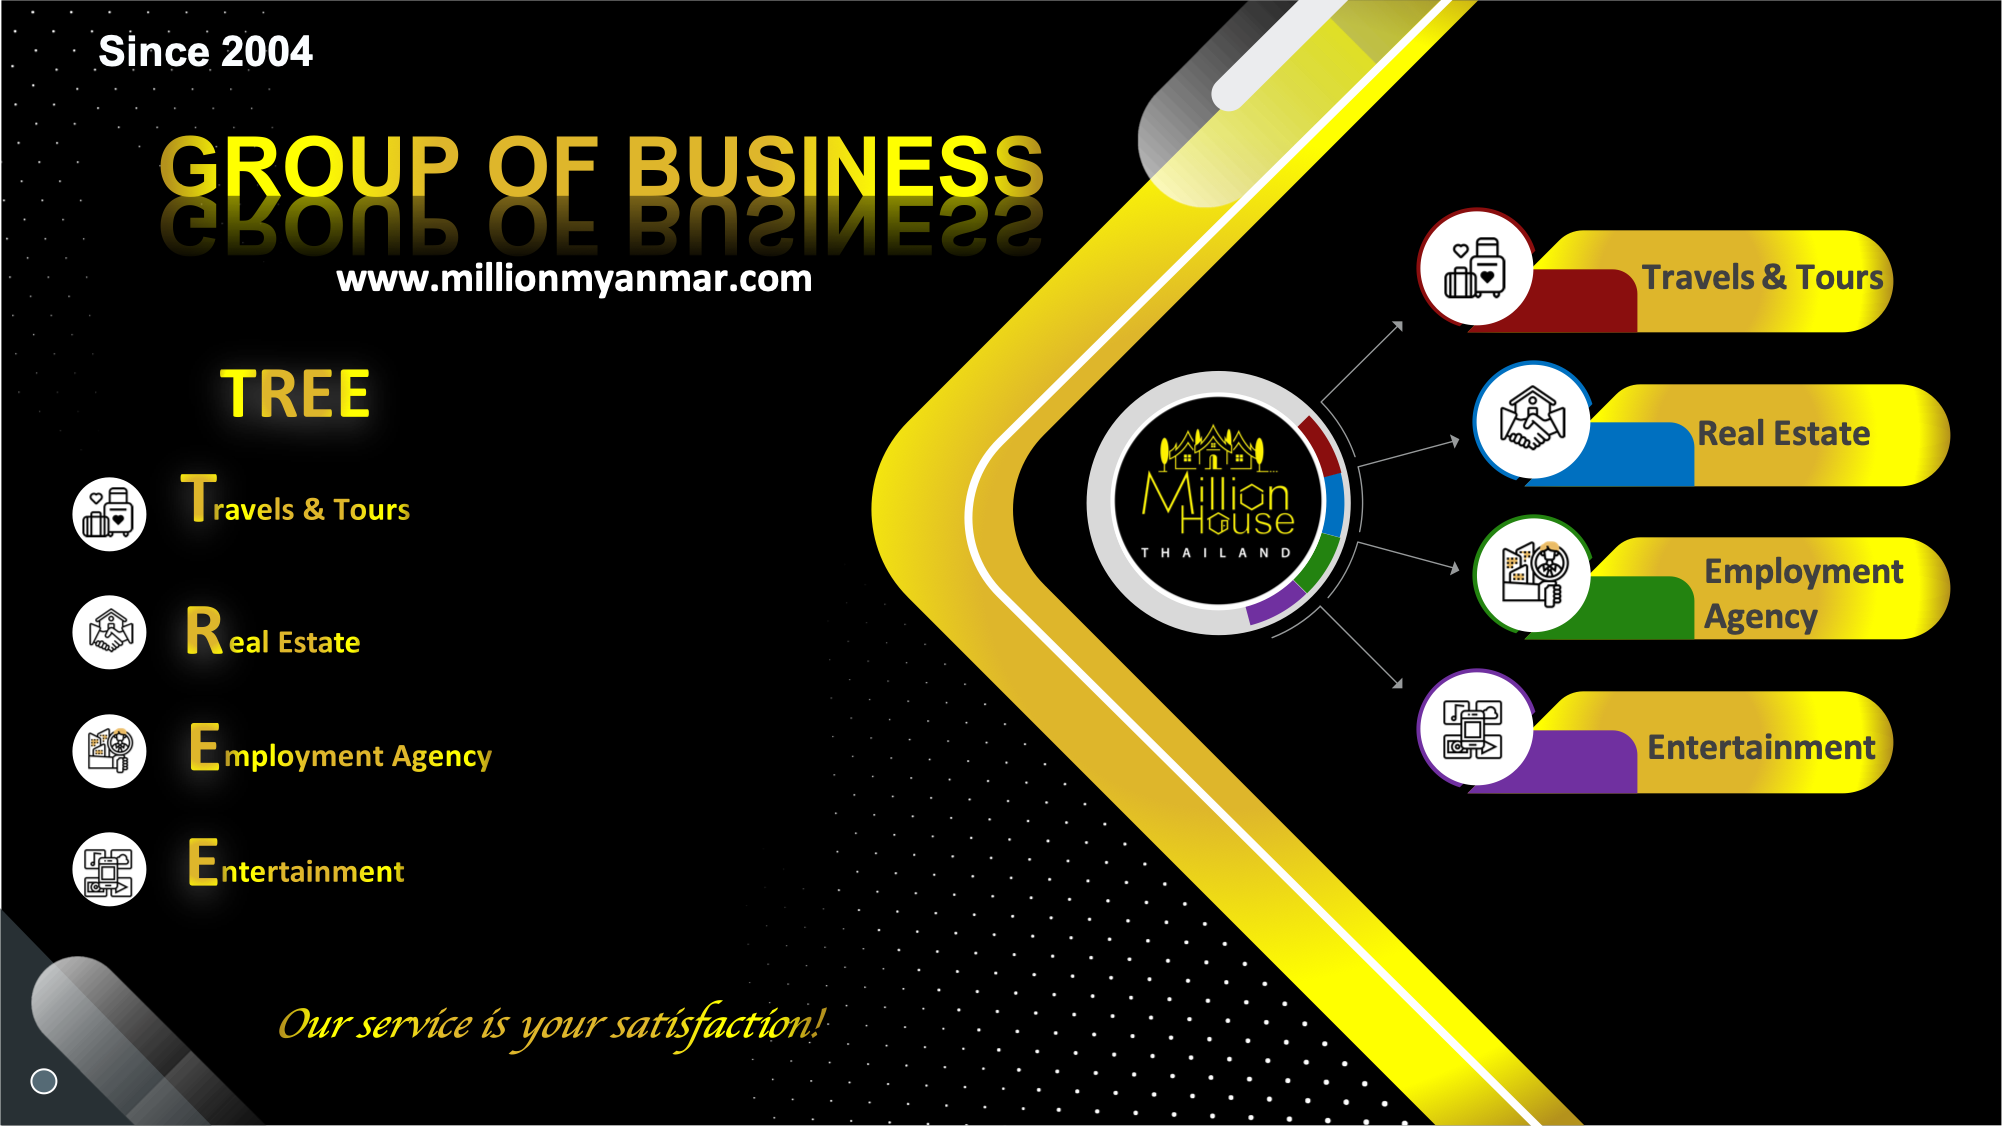 Since 2004
GROUP OF BUSINESS
www.millionmyanmar.com
TREE
Travels & Tours
Real Estate
Employment Agency
Entertainment
Our service is your satisfaction!
Million
House
THAILAND
Travels & Tours
Real Estate
Employment
Agency
Entertainment